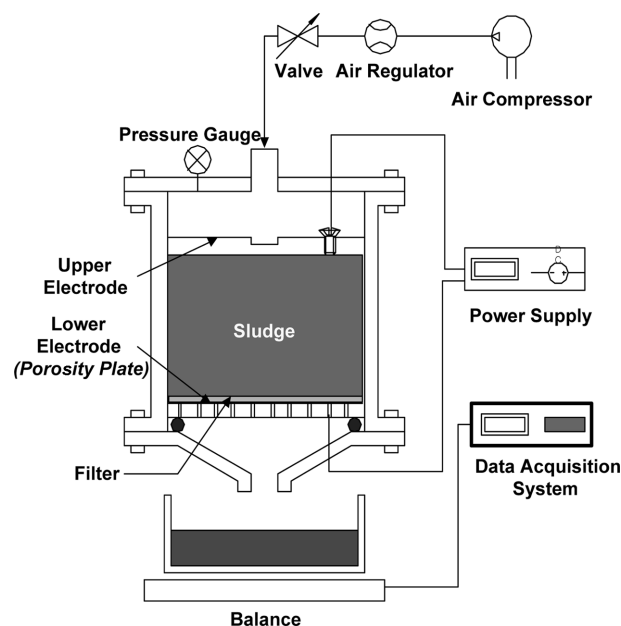 Valve
Air Regulator
Air Compressor
Pressure Gauge
Upper
Electrode
Lower
Electrode
(Porosity Plate)
Sludge
D
C
Power Supply
Filter
Data Acquisition
System
Balance